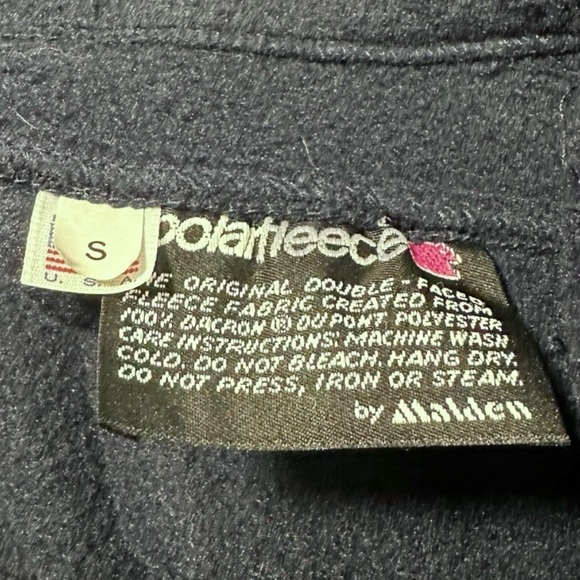 S
U. S. A
polarfleece
ORIGINAL DOUBLE - FACED
FLEECE FABRIC CREATED FROM
100% DACRON ® DU PONT POLYESTER
CARE INSTRUCTIONS: MACHINE WASH
COLD. DO NOT BLEACH. HANG DRY.
DO NOT PRESS, IRON OR STEAM.
by Malden